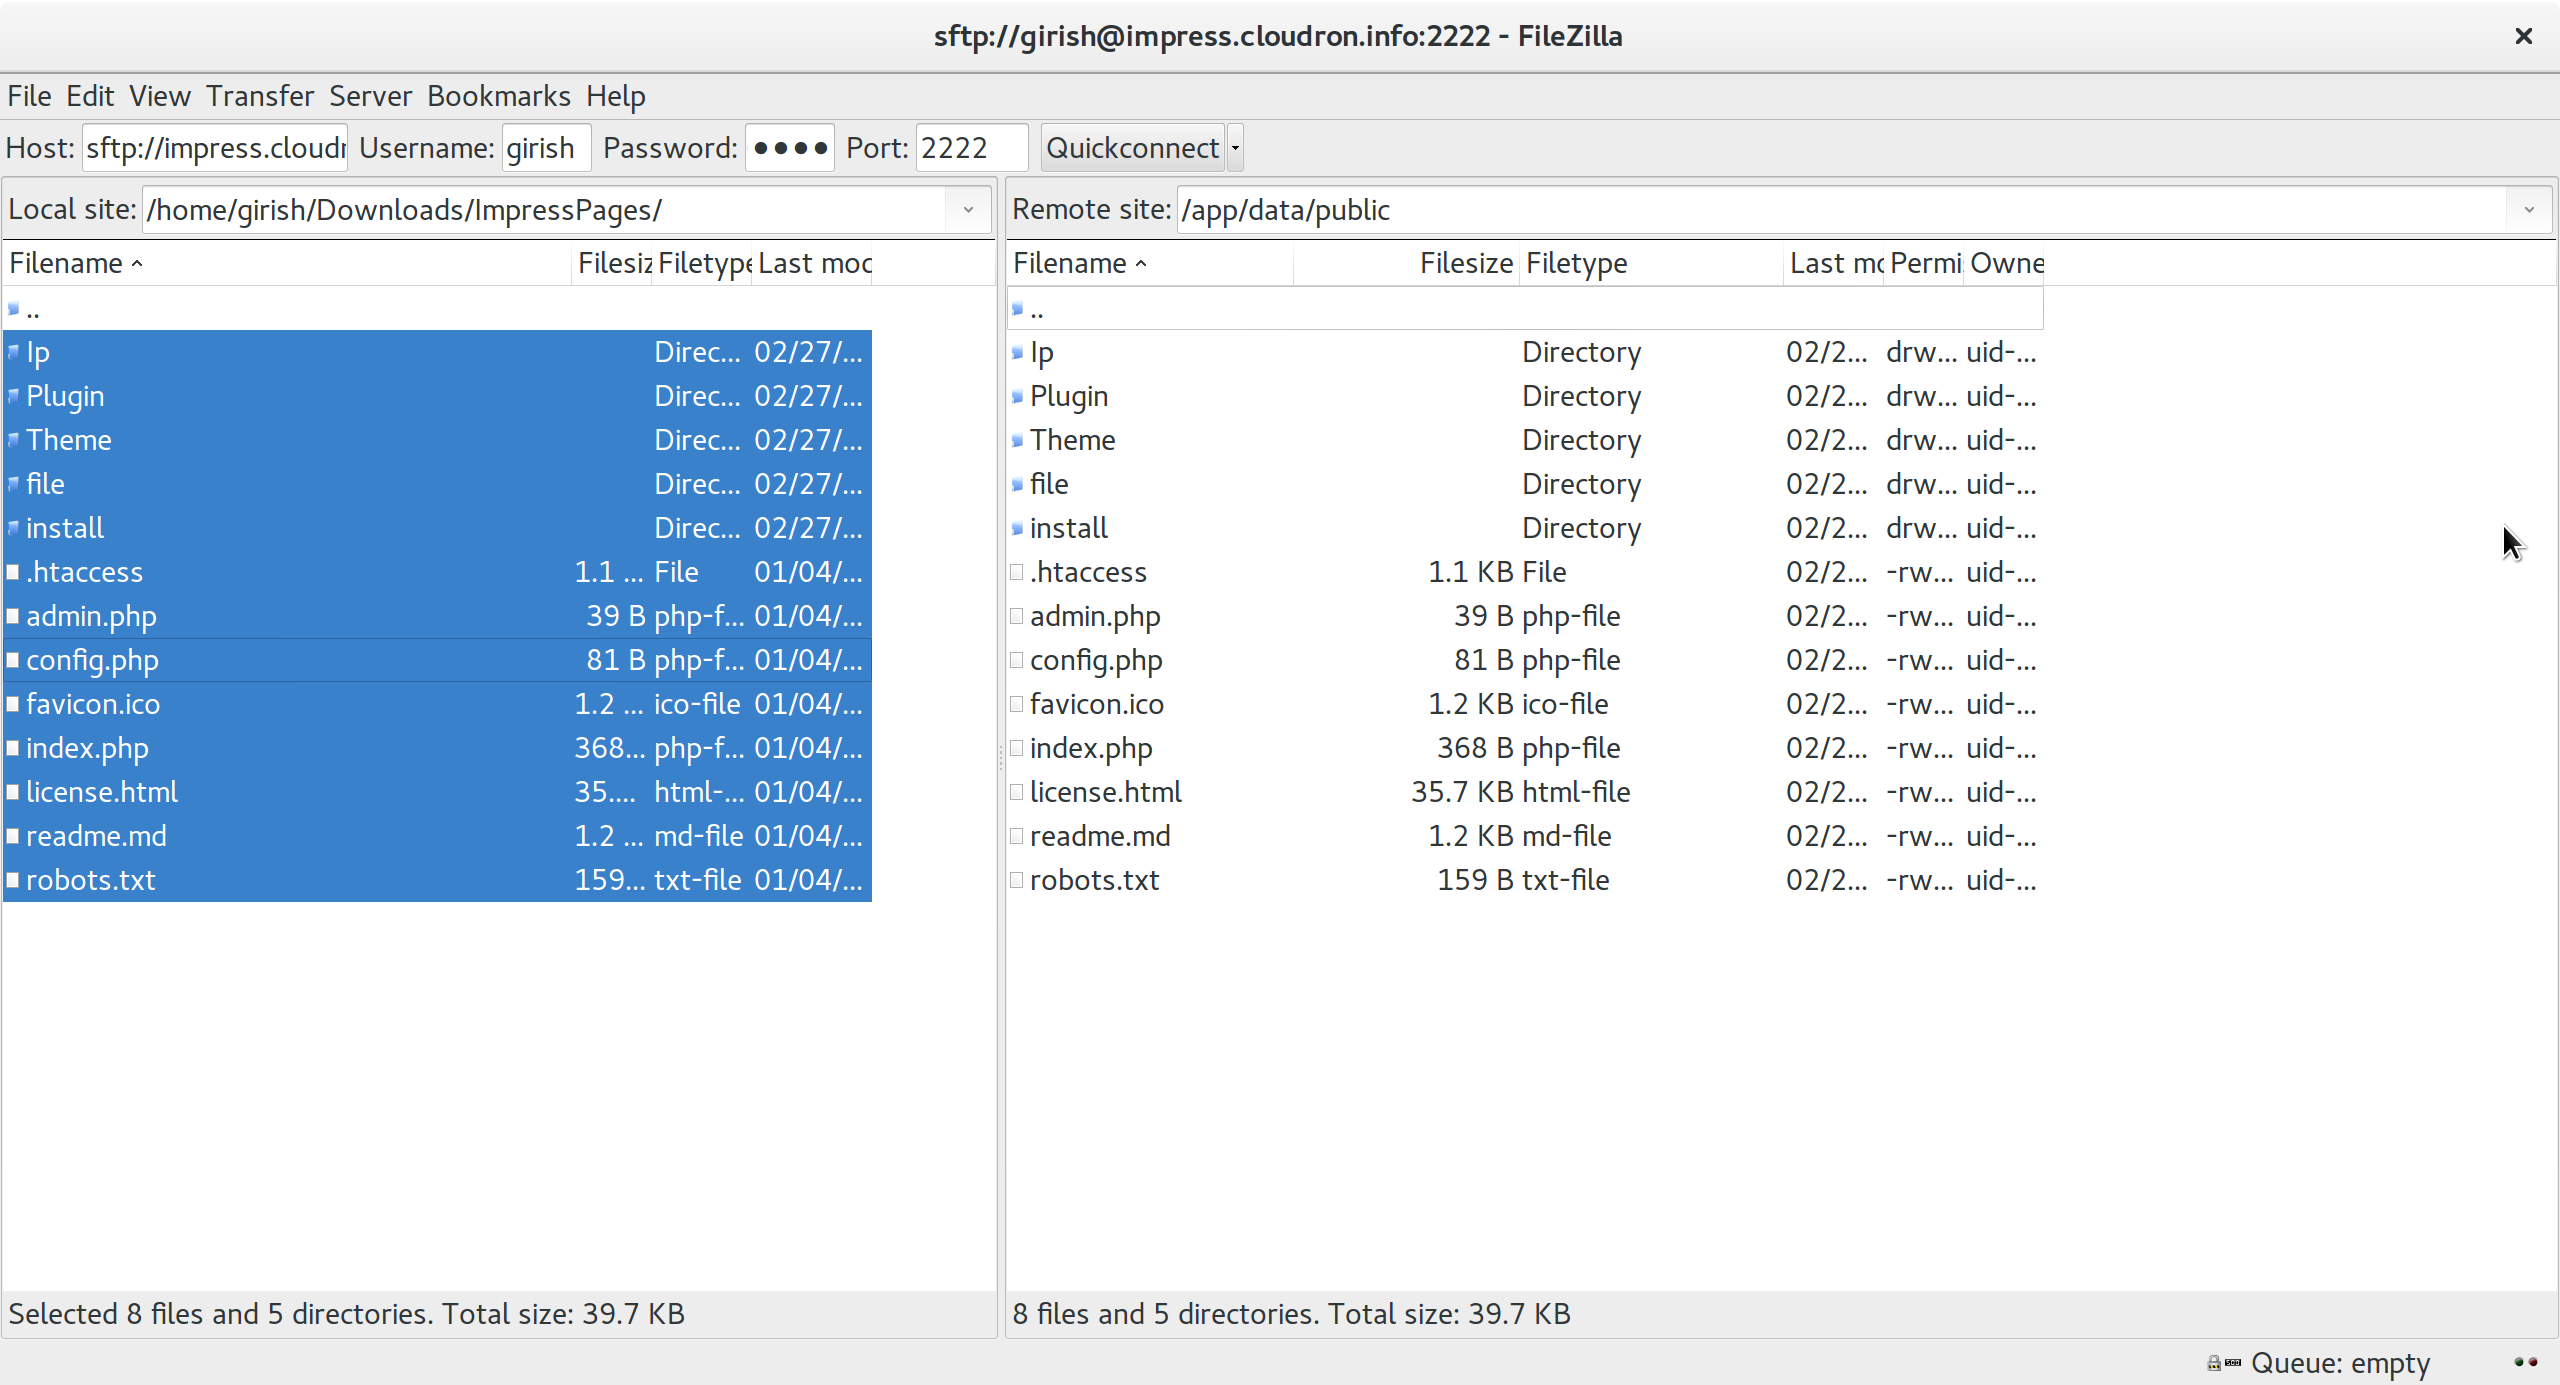 sftp://girish@impress.cloudron.info:2222 - FileZilla
File Edit View Transfer Server Bookmarks Help
Host: sftp://impress.cloudr Username: girish Password: ●●●● Port: 2222 Quickconnect
Local site: /home/girish/Downloads/ImpressPages/
Filename Filesiz Filetype Last moc
..
Ip Direc... 02/27/...
Plugin Direc... 02/27/...
Theme Direc... 02/27/...
file Direc... 02/27/...
install Direc... 02/27/...
.htaccess 1.1 ... File 01/04/...
admin.php 39 B php-f... 01/04/...
config.php 81 B php-f... 01/04/...
favicon.ico 1.2 ... ico-file 01/04/...
index.php 368... php-f... 01/04/...
license.html 35.... html-... 01/04/...
readme.md 1.2 ... md-file 01/04/...
robots.txt 159... txt-file 01/04/...
Selected 8 files and 5 directories. Total size: 39.7 KB
Remote site: /app/data/public
Filename Filesize Filetype Last mc Permi Owne
..
Ip Directory 02/2... drw... uid-...
Plugin Directory 02/2... drw... uid-...
Theme Directory 02/2... drw... uid-...
file Directory 02/2... drw... uid-...
install Directory 02/2... drw... uid-...
.htaccess 1.1 KB File 02/2... -rw... uid-...
admin.php 39 B php-file 02/2... -rw... uid-...
config.php 81 B php-file 02/2... -rw... uid-...
favicon.ico 1.2 KB ico-file 02/2... -rw... uid-...
index.php 368 B php-file 02/2... -rw... uid-...
license.html 35.7 KB html-file 02/2... -rw... uid-...
readme.md 1.2 KB md-file 02/2... -rw... uid-...
robots.txt 159 B txt-file 02/2... -rw... uid-...
8 files and 5 directories. Total size: 39.7 KB
Queue: empty